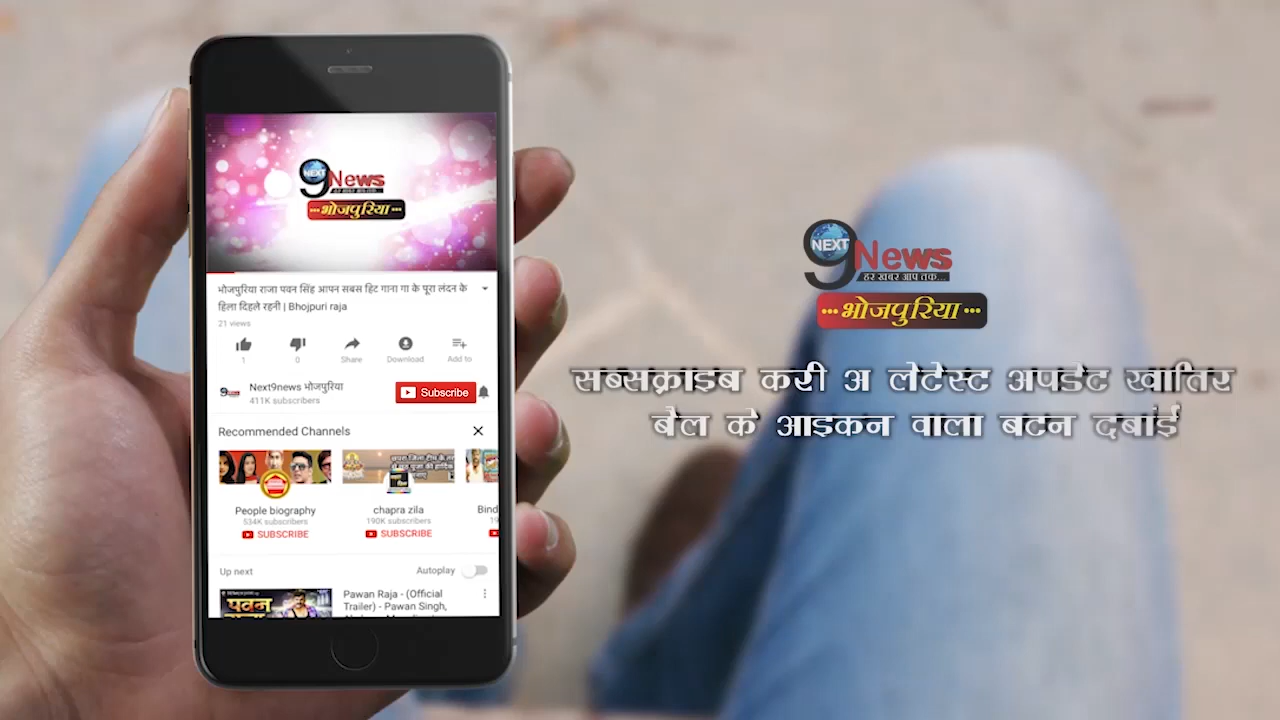 NEXT
9News
हर खबर आप तक...
भोजपुरिया
भोजपुरिया राजा पवन सिंह आपन सबस हिट गाना गा के पूरा लंदन के
हिला दिहले रहनी | Bhojpuri raja
21 views
1
0
Share
Download
Add to
Next9news भोजपुरिया
411K subscribers
Subscribe
Recommended Channels
People biography
534K subscribers
SUBSCRIBE
chapra zila
190K subscribers
SUBSCRIBE
Bind
Up next
Autoplay
पवन
Pawan Raja - (Official
Trailer) - Pawan Singh,
NEXT
9News
हर खबर आप तक...
भोजपुरिया
सब्सक्राइब करी अ लेटेस्ट अपडेट खातिर
बेल के आइकन वाला बटन दबाई